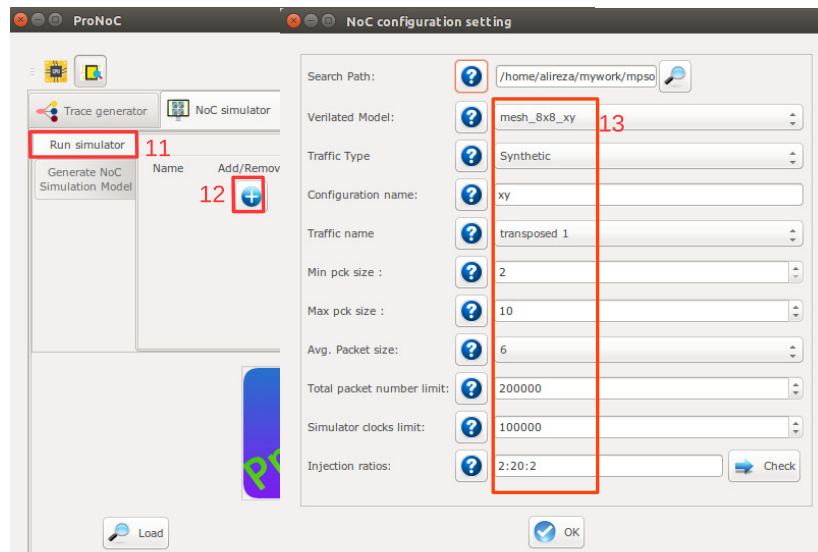 ProNoC
NoC configuration setting
Trace generator
NoC simulator
Run simulator
11
Generate NoC
Simulation Model
Name
Add/Remov
12
Search Path:
/home/alireza/mywork/mpso
Verilated Model:
mesh_8x8_xy
13
Traffic Type
Synthetic
Configuration name:
xy
Traffic name
transposed 1
Min pck size :
2
Max pck size :
10
Avg. Packet size:
6
Total packet number limit:
200000
Simulator clocks limit:
100000
Injection ratios:
2:20:2
Check
Pr
Load
OK